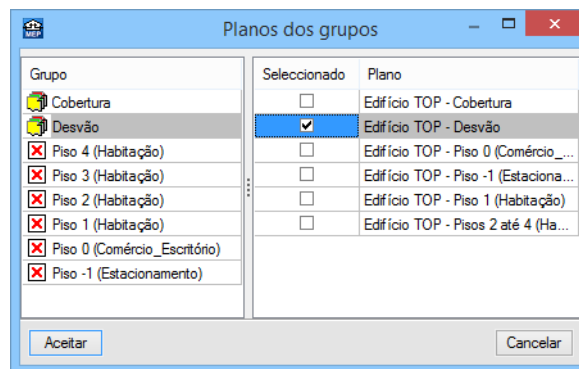 MEP
Planos dos grupos
Grupo
Cobertura
Desvão
Piso 4 (Habitação)
Piso 3 (Habitação)
Piso 2 (Habitação)
Piso 1 (Habitação)
Piso 0 (Comércio_Escritório)
Piso -1 (Estacionamento)
Seleccionado Plano
Edifício TOP - Cobertura
Edifício TOP - Desvão
Edifício TOP - Piso 0 (Comércio_...
Edifício TOP - Piso -1 (Estaciona...
Edifício TOP - Piso 1 (Habitação)
Edifício TOP - Pisos 2 até 4 (Ha...
Aceitar
Cancelar